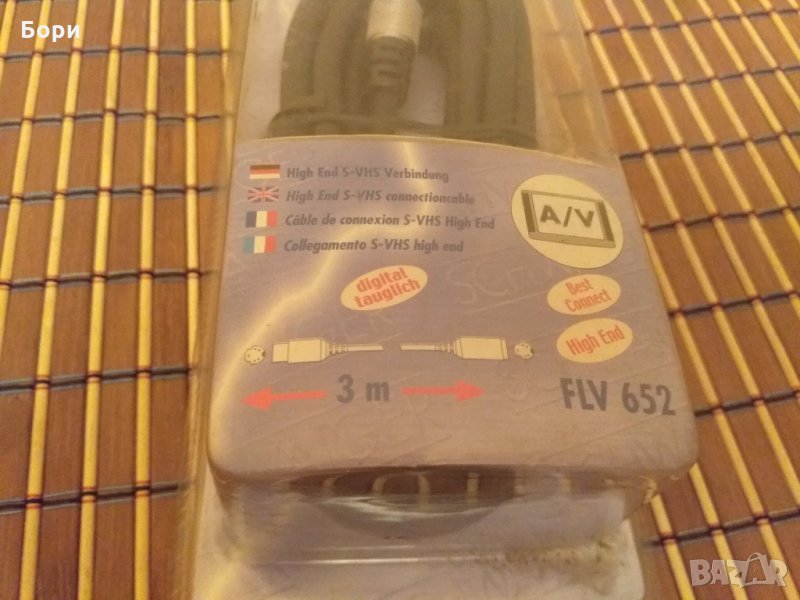 Бори
High End S-VHS Verbindung
High End S-VHS connectioncable
Câble de connexion S-VHS High End
Collegamento S-VHS high end
A/V
digital
tauglich
Best
Connect
High End
3 m
FLV 652
BAZAR